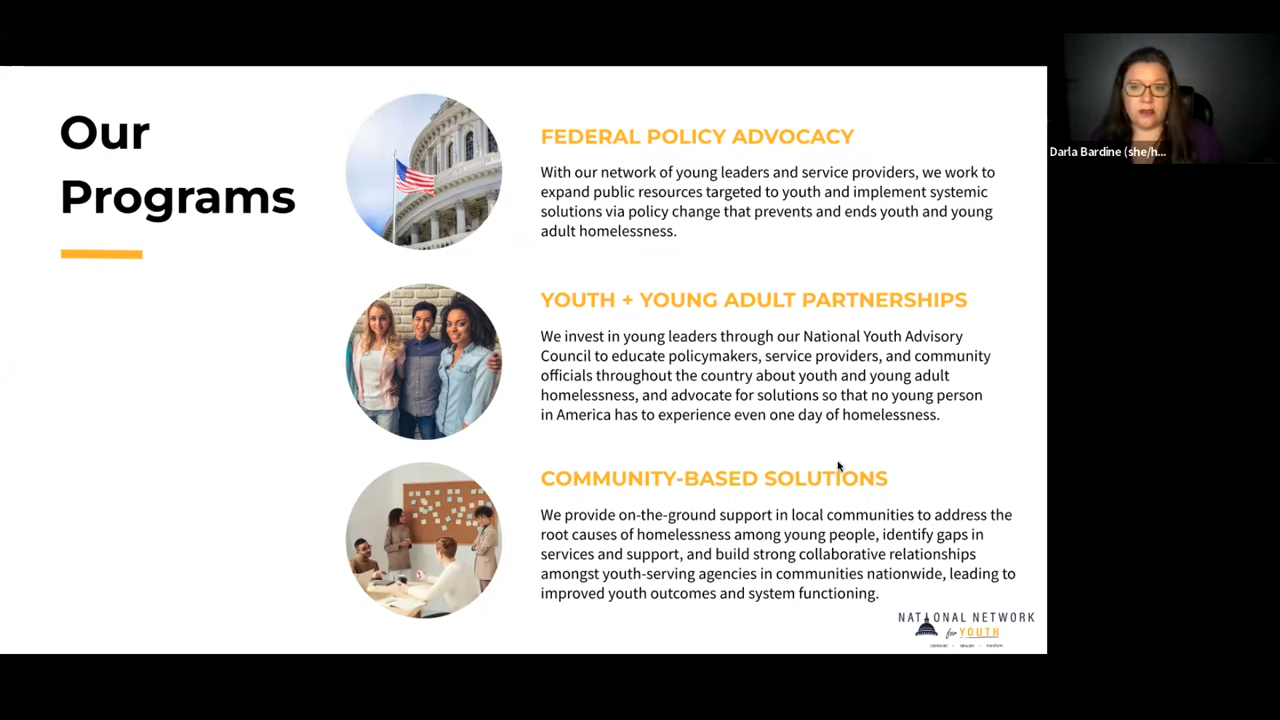 Our
Programs
FEDERAL POLICY ADVOCACY
With our network of young leaders and service providers, we work to
expand public resources targeted to youth and implement systemic
solutions via policy change that prevents and ends youth and young
adult homelessness.
YOUTH + YOUNG ADULT PARTNERSHIPS
We invest in young leaders through our National Youth Advisory
Council to educate policymakers, service providers, and community
officials throughout the country about youth and young adult
homelessness, and advocate for solutions so that no young person
in America has to experience even one day of homelessness.
COMMUNITY-BASED SOLUTIONS
We provide on-the-ground support in local communities to address the
root causes of homelessness among young people, identify gaps in
services and support, and build strong collaborative relationships
amongst youth-serving agencies in communities nationwide, leading to
improved youth outcomes and system functioning.
NATIONAL NETWORK
for YOUTH
Darla Bardine (she/h...